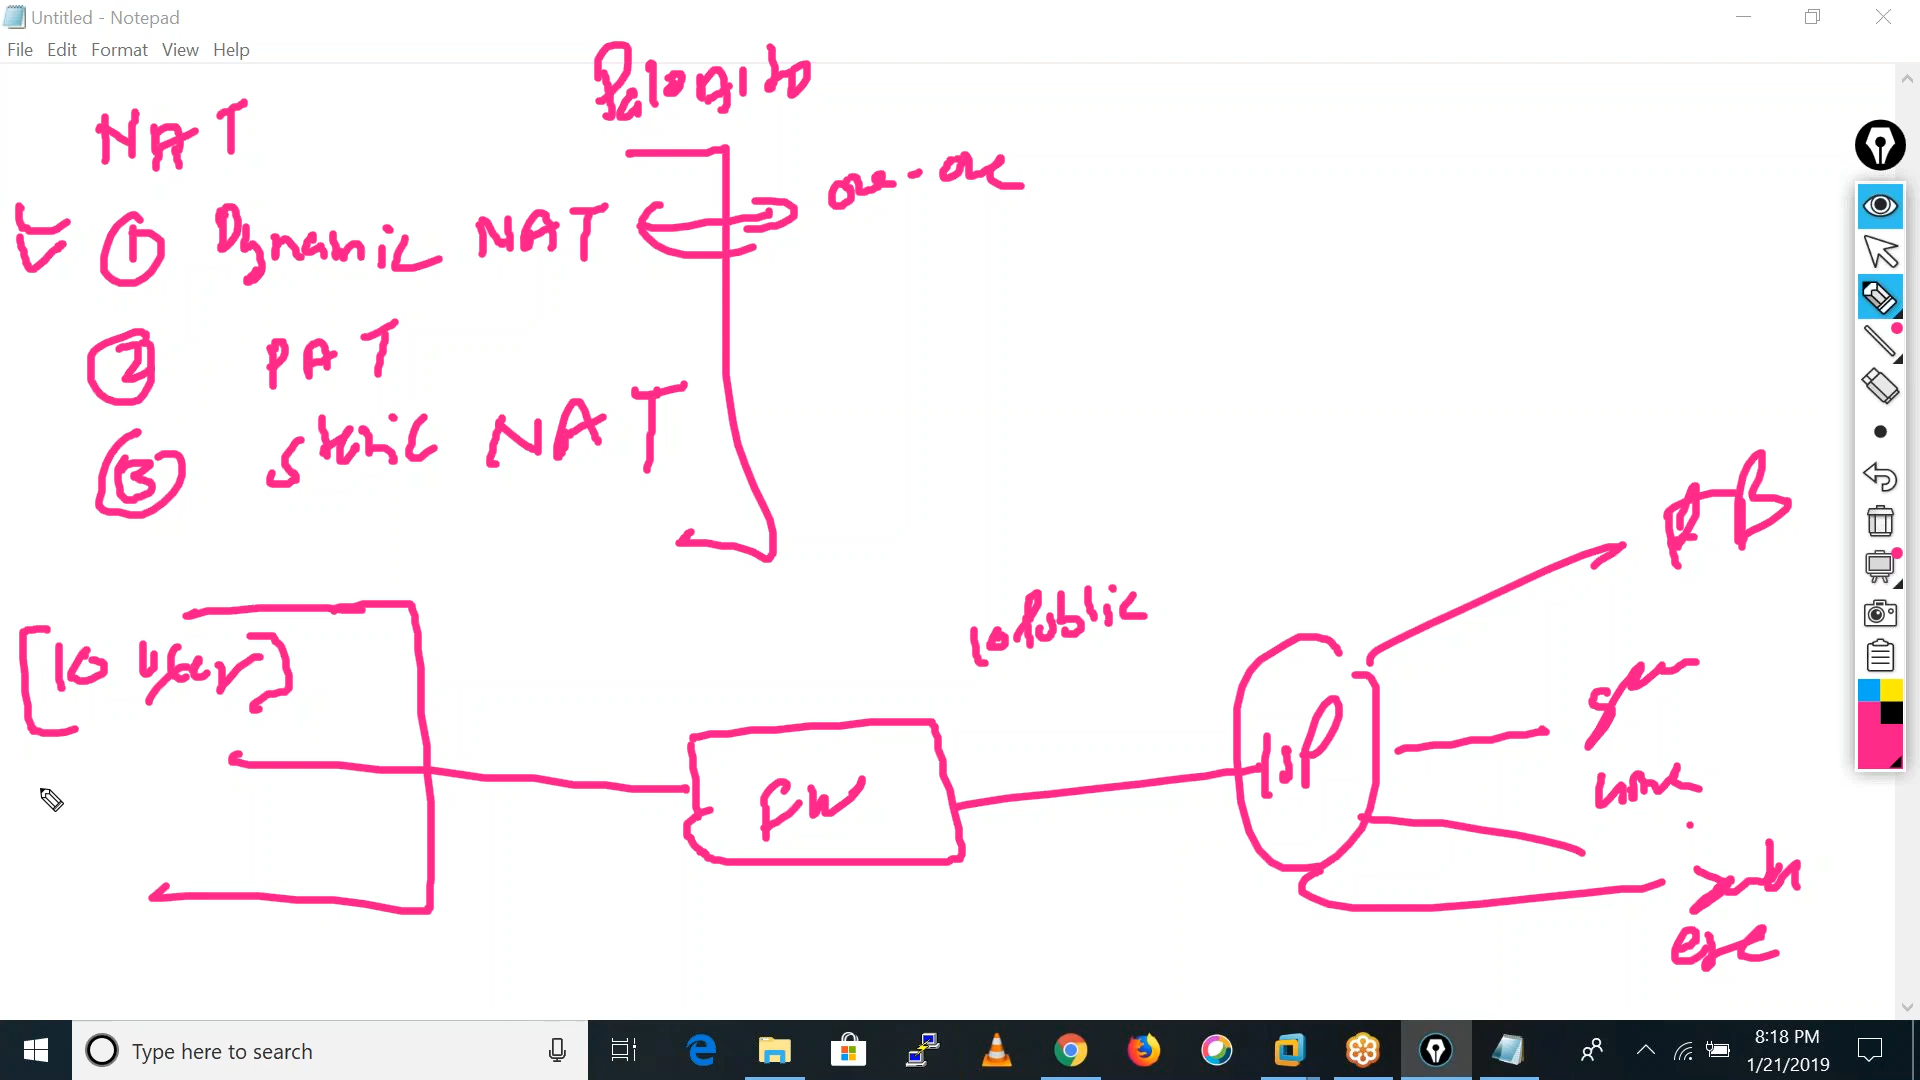 Untitled - Notepad
File Edit Format View Help
NAT
① Dynamic NAT
one - one
② PAT
③ static NAT
[10 User]
10 Public
FW
ISP
FB
Type here to search
8:18 PM
1/21/2019